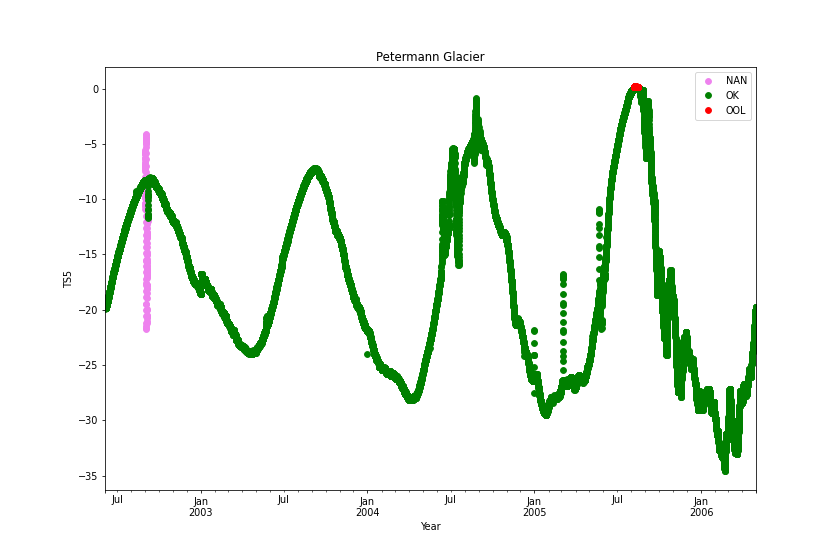 Petermann Glacier
NAN
OK
OOL
TS5
0
−5
−10
−15
−20
−25
−30
−35
Jul
Jan
2003
Jul
Jan
2004
Jul
Jan
2005
Jul
Jan
2006
Year